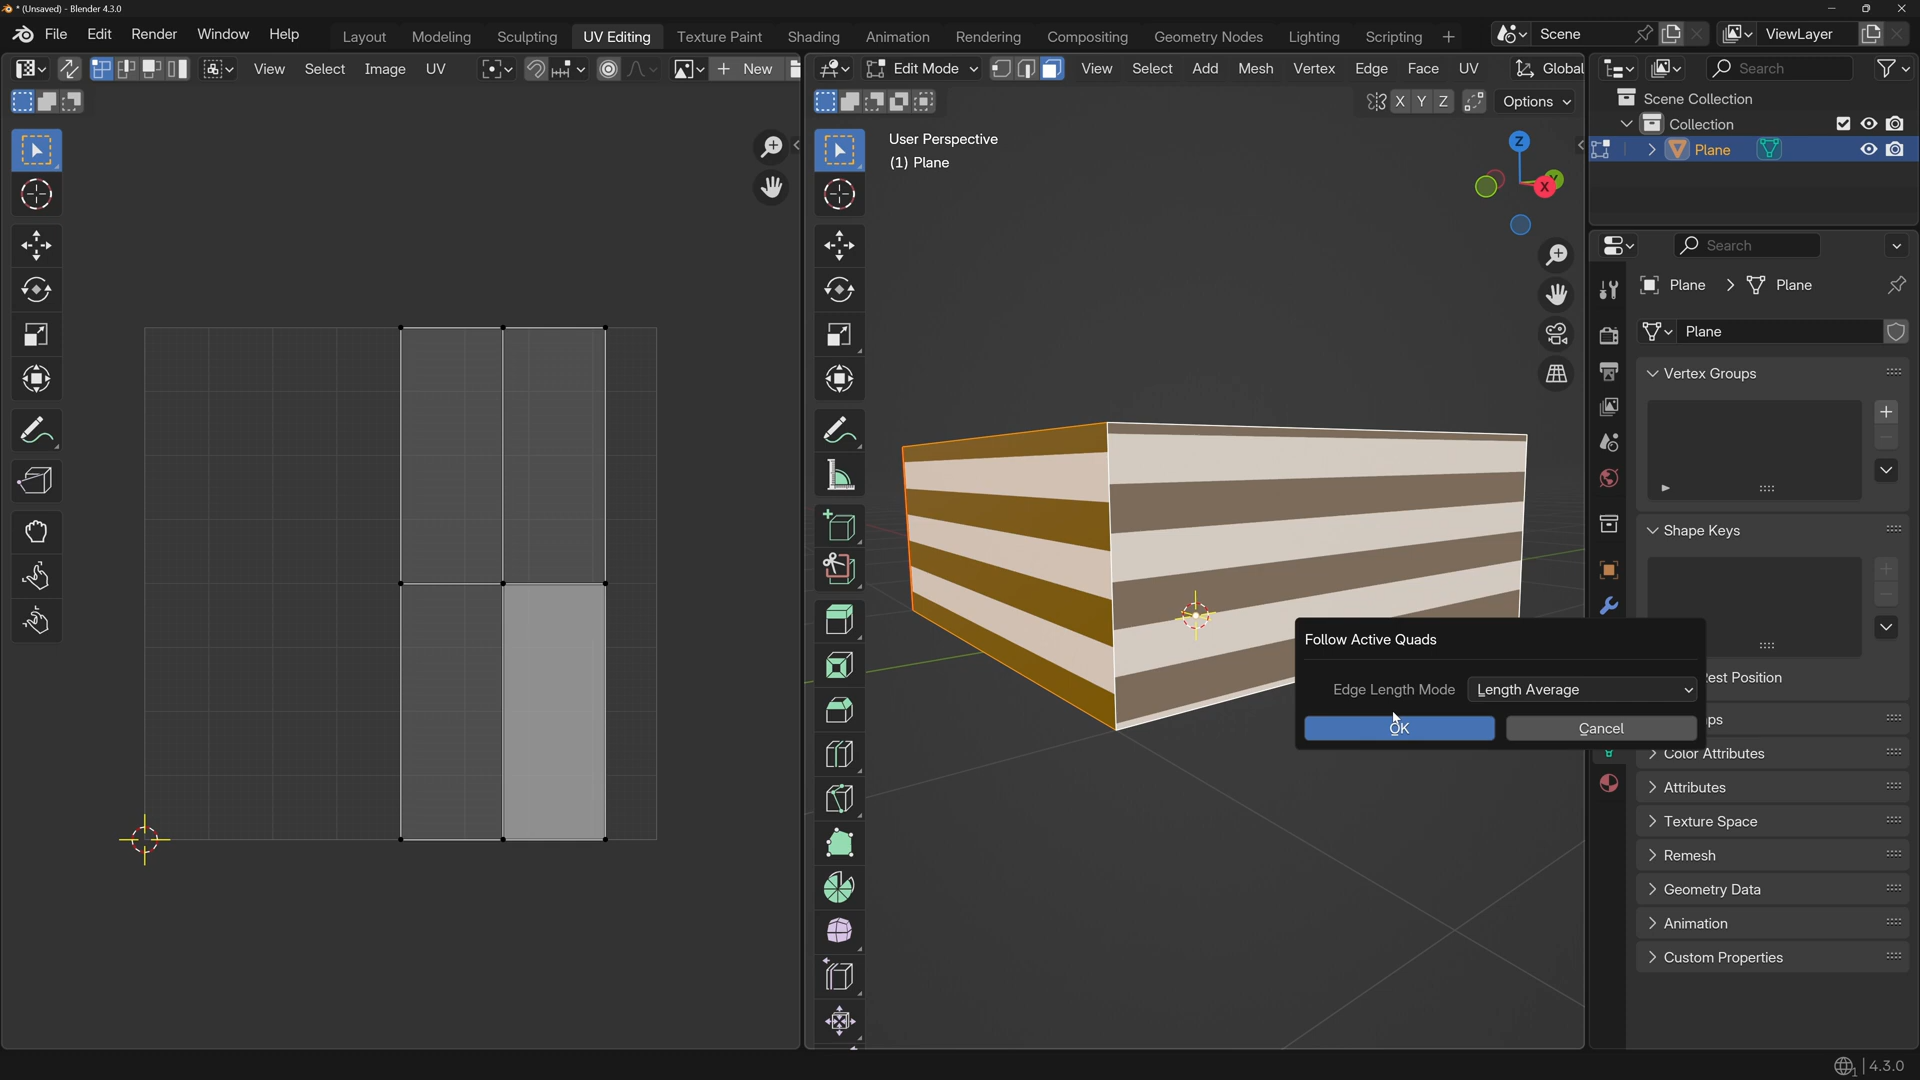 * (Unsaved) - Blender 4.3.0
File Edit Render Window Help
Layout Modeling Sculpting UV Editing Texture Paint Shading Animation Rendering Compositing Geometry Nodes Lighting Scripting +
Scene
ViewLayer
View Select Image UV
New
Edit Mode
View Select Add Mesh Vertex Edge Face UV
Global
Search
X Y Z
Options
User Perspective
(1) Plane
Z
X
Y
Scene Collection
Collection
Plane
Search
Plane > Plane
Plane
Vertex Groups
Shape Keys
Follow Active Quads
Edge Length Mode Length Average
OK Cancel
est Position
ps
Color Attributes
Attributes
Texture Space
Remesh
Geometry Data
Animation
Custom Properties
4.3.0